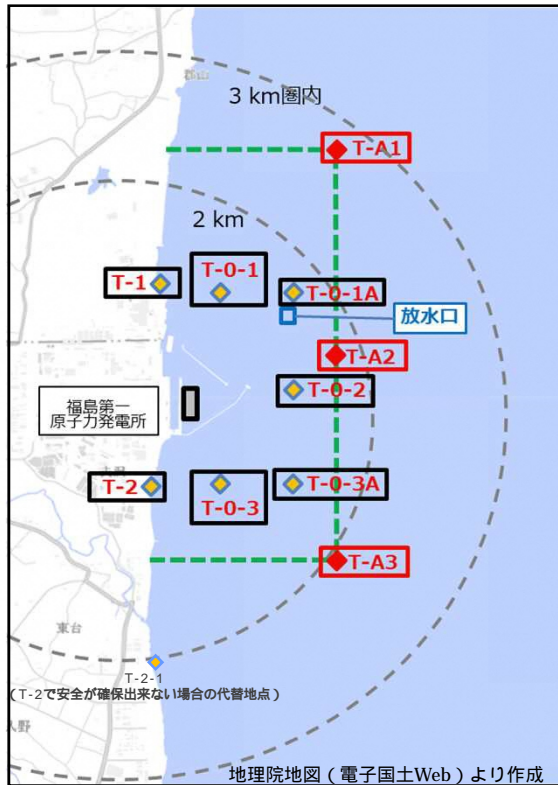 郡山
3 km圏内
T-A1
2 km
T-1
T-0-1
T-0-1A
放水口
T-A2
T-0-2
福島第一
原子力発電所
T-2
T-0-3
T-0-3A
T-A3
東台
T-2-1
（T-2で安全が確保出来ない場合の代替地点）
地理院地図（電子国土Web）より作成